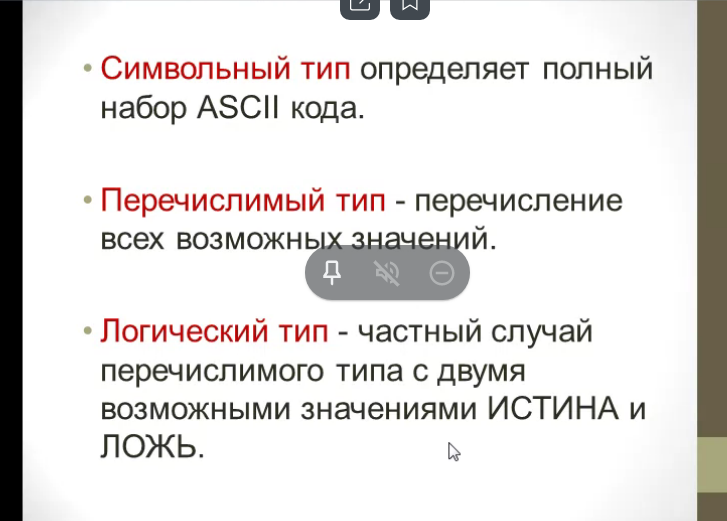 • Символьный тип определяет полный
набор ASCII кода.
• Перечислимый тип - перечисление
всех возможных значений.
• Логический тип - частный случай
перечислимого типа с двумя
возможными значениями ИСТИНА и
ЛОЖЬ.